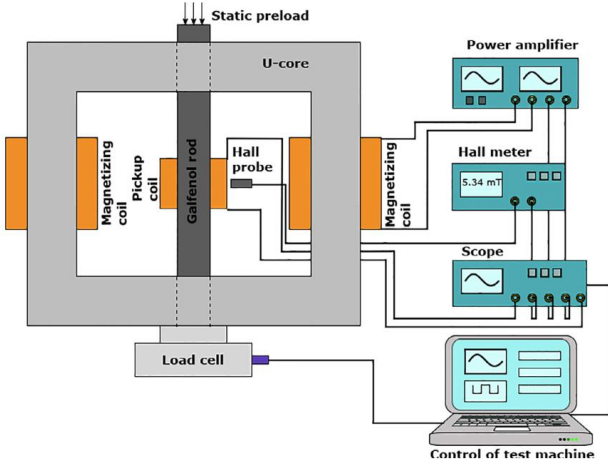 Static preload
U-core
Power amplifier
Magnetizing
coil
Pickup
coil
Galfenol rod
Hall
probe
Magnetizing
coil
Hall meter
5.34 mT
Scope
Load cell
Control of test machine